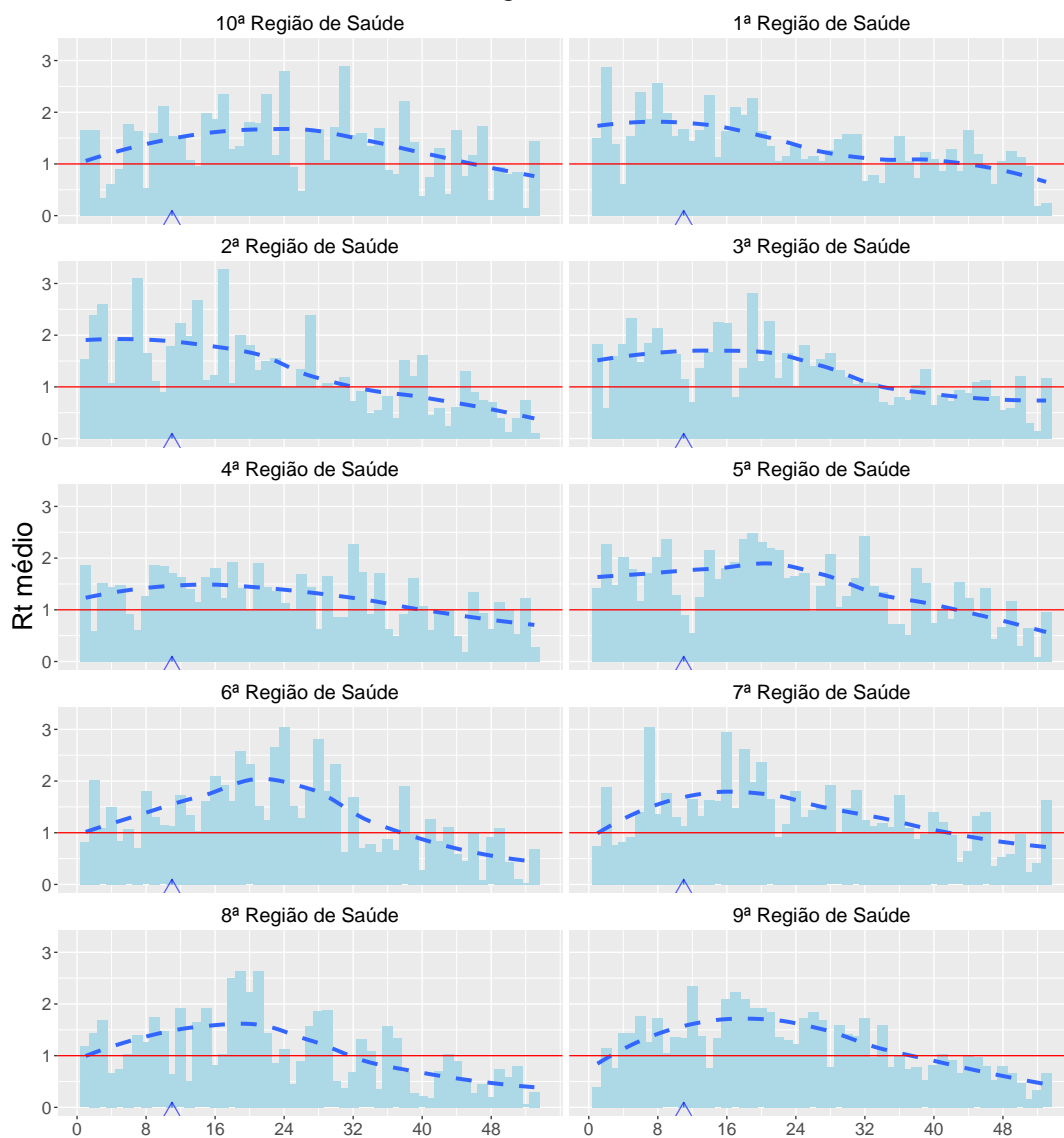 10ª Região de Saúde
1ª Região de Saúde
3
2
1
0
2ª Região de Saúde
3ª Região de Saúde
3
2
1
0
4ª Região de Saúde
5ª Região de Saúde
3
2
1
0
Rt médio
6ª Região de Saúde
7ª Região de Saúde
3
2
1
0
8ª Região de Saúde
9ª Região de Saúde
3
2
1
0
0 8 16 24 32 40 48 0 8 16 24 32 40 48